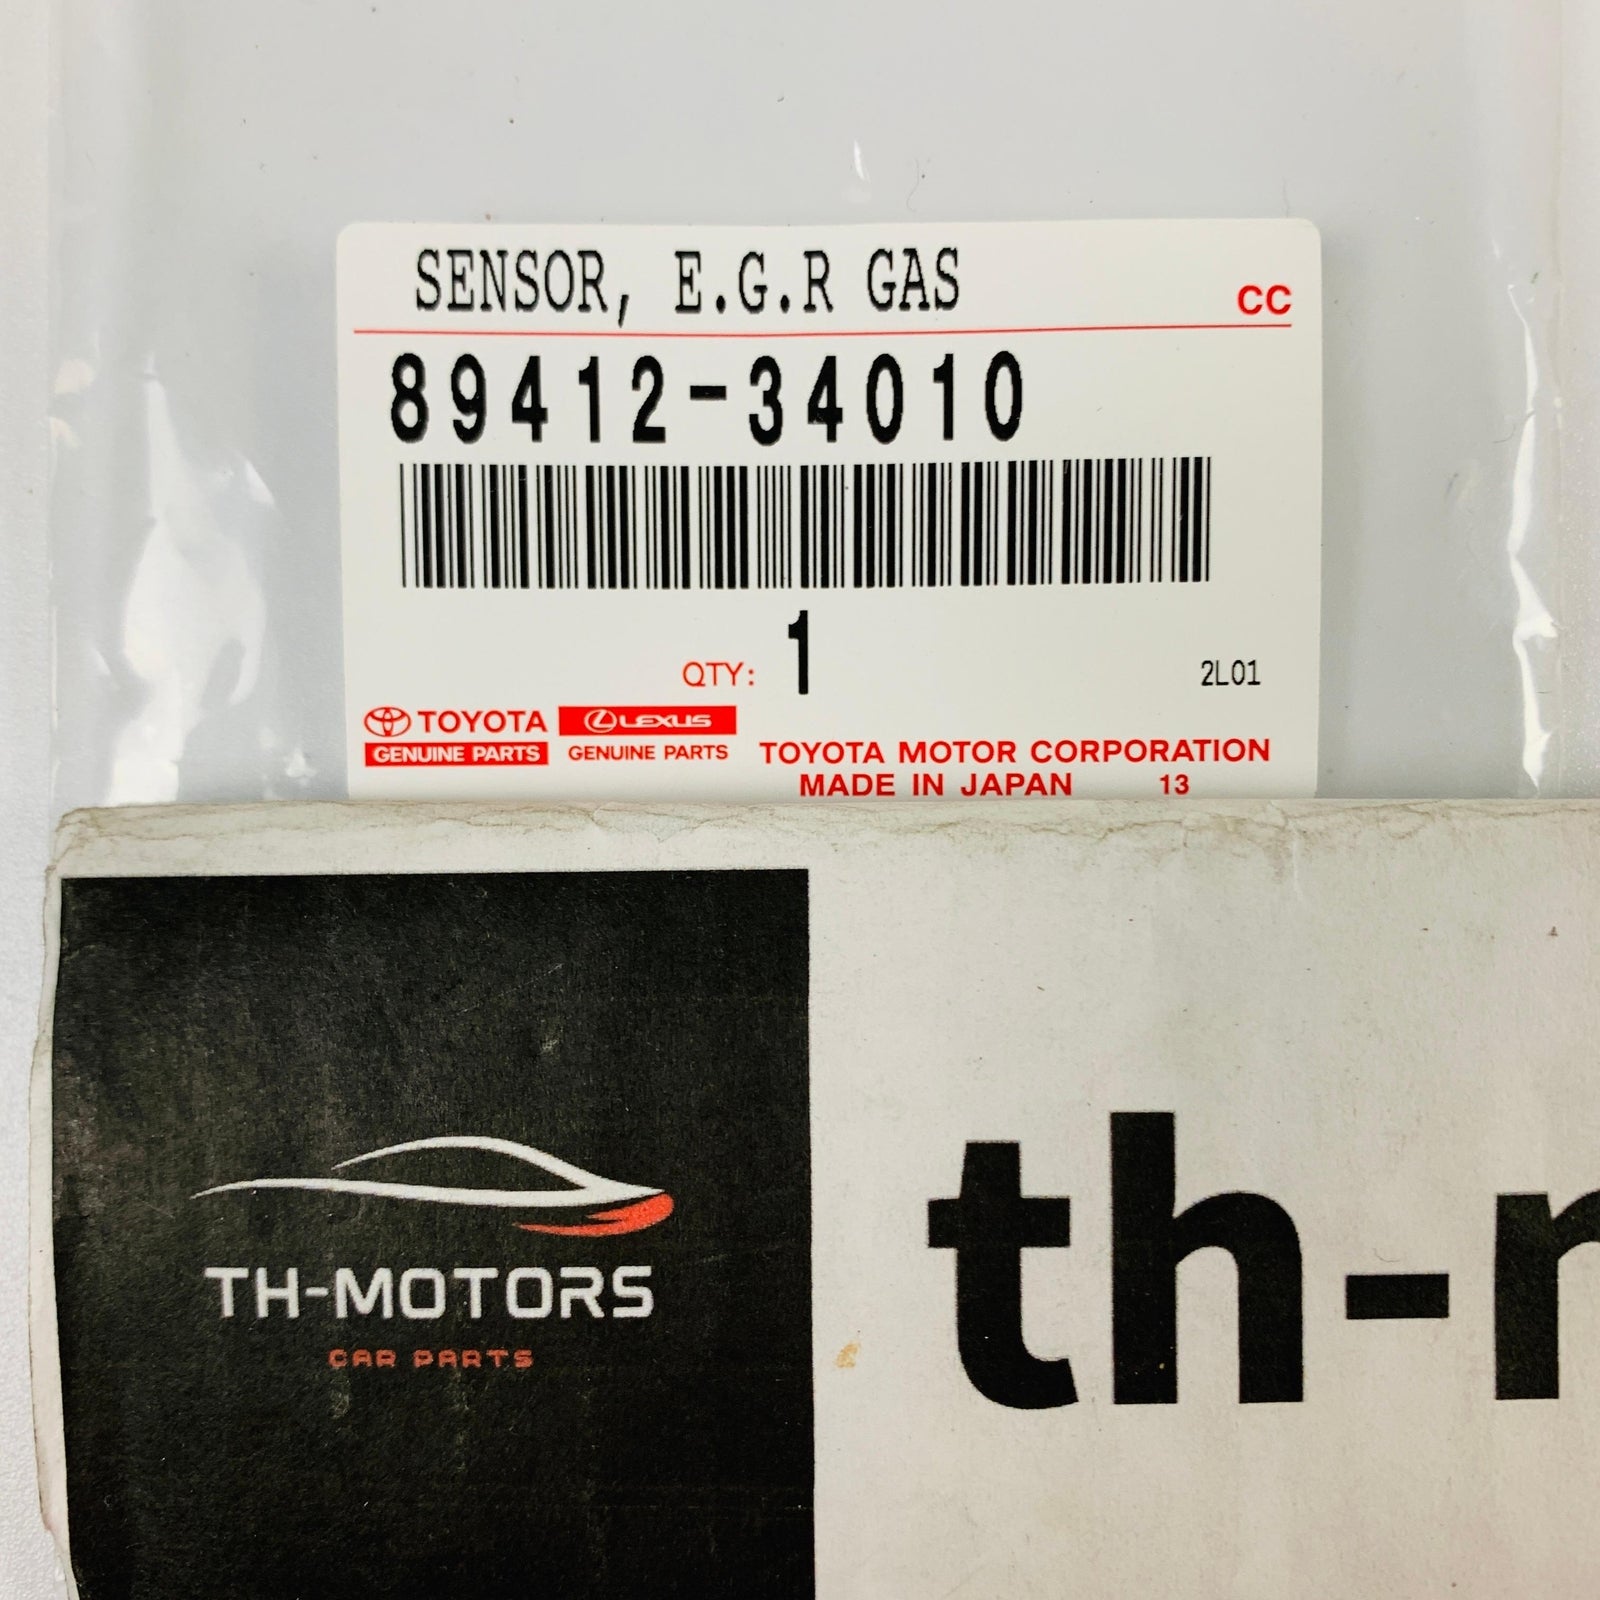 SENSOR, E.G.R GAS
CC
89412-34010
QTY: 1
2L01
TOYOTA
GENUINE PARTS
LEXUS
GENUINE PARTS
TOYOTA MOTOR CORPORATION
MADE IN JAPAN 13
TH-MOTORS
CAR PARTS
th-